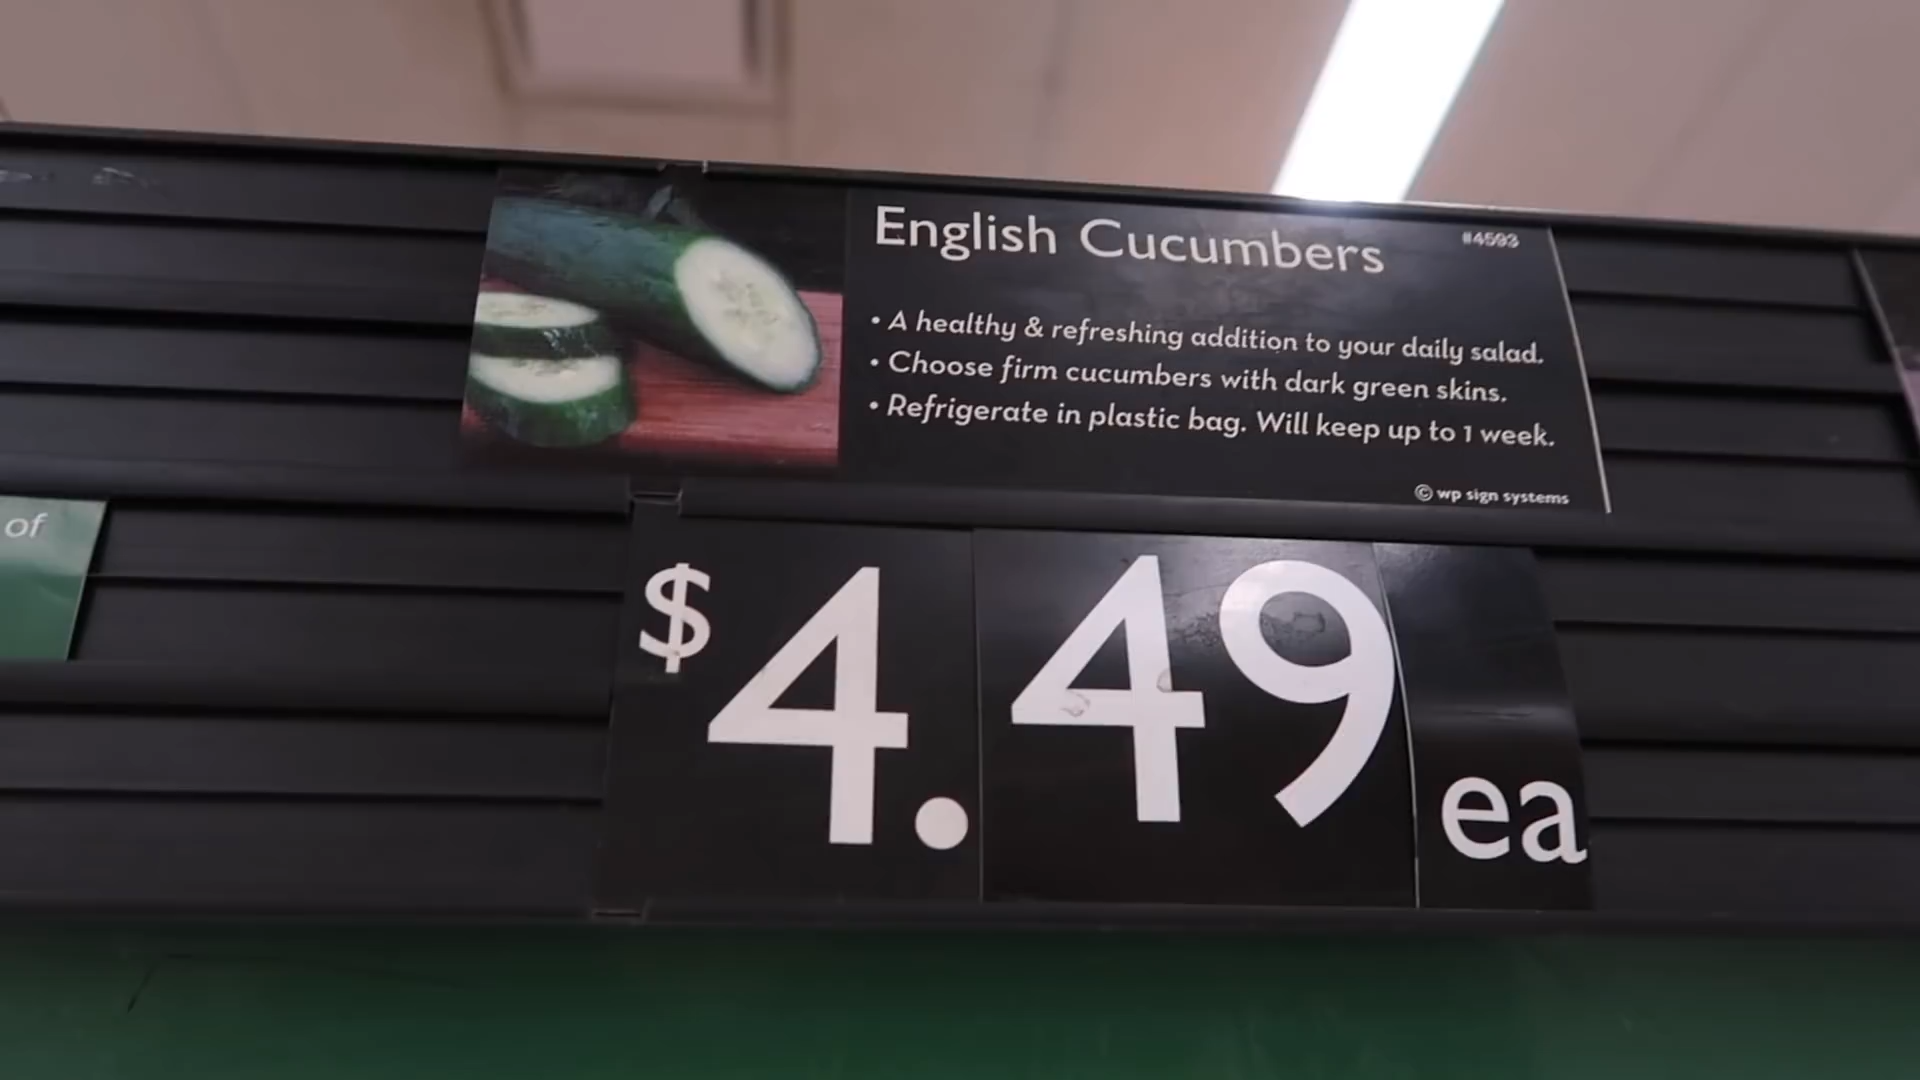 English Cucumbers #4593
• A healthy & refreshing addition to your daily salad.
• Choose firm cucumbers with dark green skins.
• Refrigerate in plastic bag. Will keep up to 1 week.
© wp sign systems
of
$4.49 ea